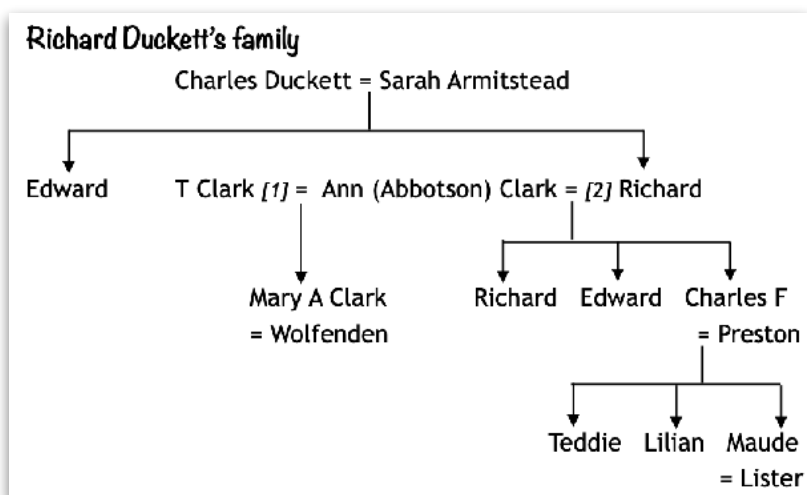 Richard Duckett's family
Charles Duckett = Sarah Armitstead
Edward T Clark [1] = Ann (Abbotson) Clark = [2] Richard
Mary A Clark Richard Edward Charles F
= Wolfenden = Preston
Teddie Lilian Maude
= Lister